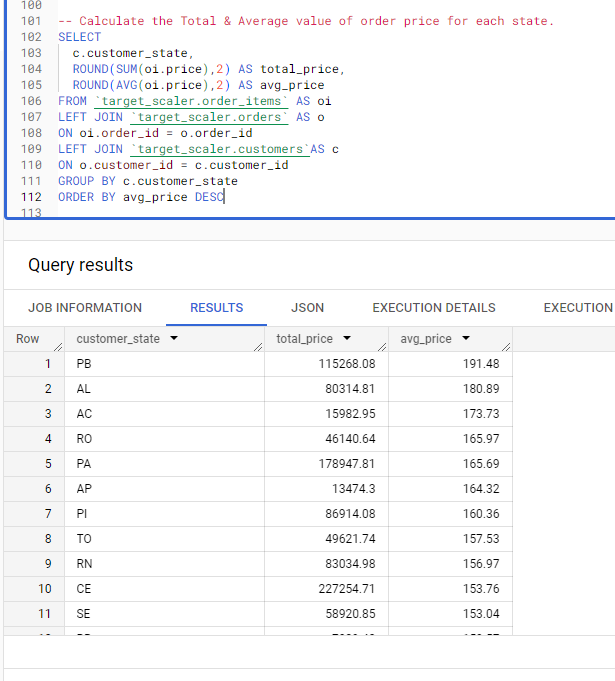 100
101 -- Calculate the Total & Average value of order price for each state.
102 SELECT
103 c.customer_state,
104 ROUND(SUM(oi.price),2) AS total_price,
105 ROUND(AVG(oi.price),2) AS avg_price
106 FROM `target_scaler.order_items` AS oi
107 LEFT JOIN `target_scaler.orders` AS o
108 ON oi.order_id = o.order_id
109 LEFT JOIN `target_scaler.customers`AS c
110 ON o.customer_id = c.customer_id
111 GROUP BY c.customer_state
112 ORDER BY avg_price DESC
113
Query results
JOB INFORMATION RESULTS JSON EXECUTION DETAILS EXECUTION
Row customer_state total_price avg_price
1 PB 115268.08 191.48
2 AL 80314.81 180.89
3 AC 15982.95 173.73
4 RO 46140.64 165.97
5 PA 178947.81 165.69
6 AP 13474.3 164.32
7 PI 86914.08 160.36
8 TO 49621.74 157.53
9 RN 83034.98 156.97
10 CE 227254.71 153.76
11 SE 58920.85 153.04